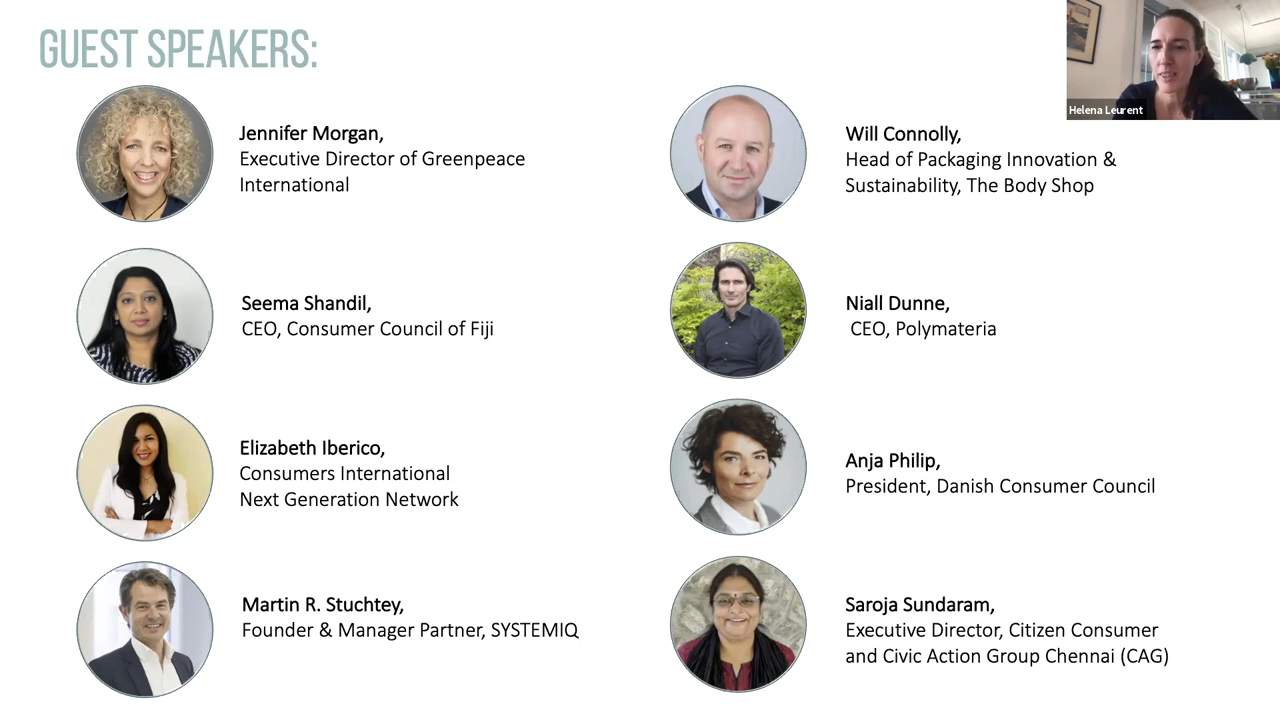 GUEST SPEAKERS:
Helena Leurent
Jennifer Morgan,
Executive Director of Greenpeace
International
Will Connolly,
Head of Packaging Innovation &
Sustainability, The Body Shop
Seema Shandil,
CEO, Consumer Council of Fiji
Niall Dunne,
CEO, Polymateria
Elizabeth Iberico,
Consumers International
Next Generation Network
Anja Philip,
President, Danish Consumer Council
Martin R. Stuchtey,
Founder & Manager Partner, SYSTEMIQ
Saroja Sundaram,
Executive Director, Citizen Consumer
and Civic Action Group Chennai (CAG)